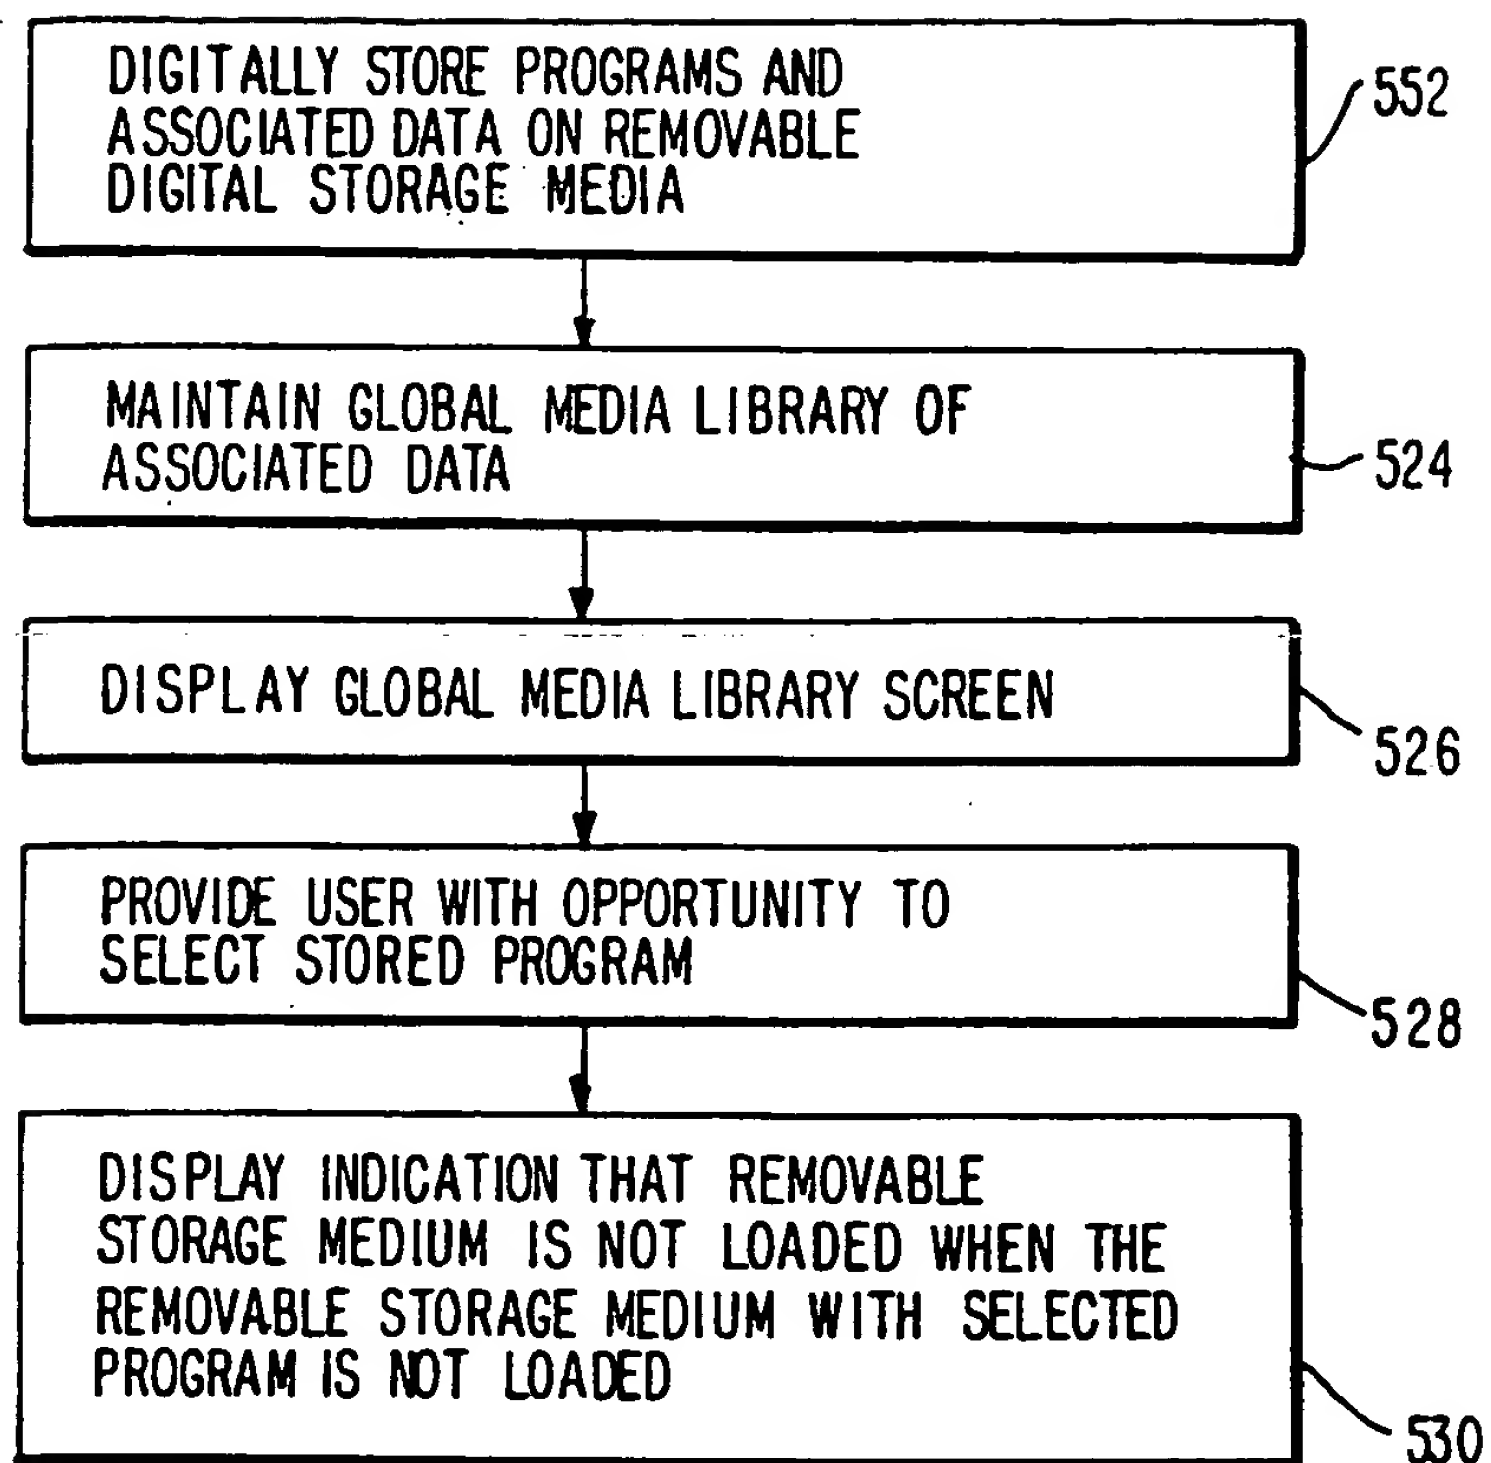 DIGITALLY STORE PROGRAMS AND
ASSOCIATED DATA ON REMOVABLE
DIGITAL STORAGE MEDIA
552
MAINTAIN GLOBAL MEDIA LIBRARY OF
ASSOCIATED DATA
524
DISPLAY GLOBAL MEDIA LIBRARY SCREEN
526
PROVIDE USER WITH OPPORTUNITY TO
SELECT STORED PROGRAM
528
DISPLAY INDICATION THAT REMOVABLE
STORAGE MEDIUM IS NOT LOADED WHEN THE
REMOVABLE STORAGE MEDIUM WITH SELECTED
PROGRAM IS NOT LOADED
530